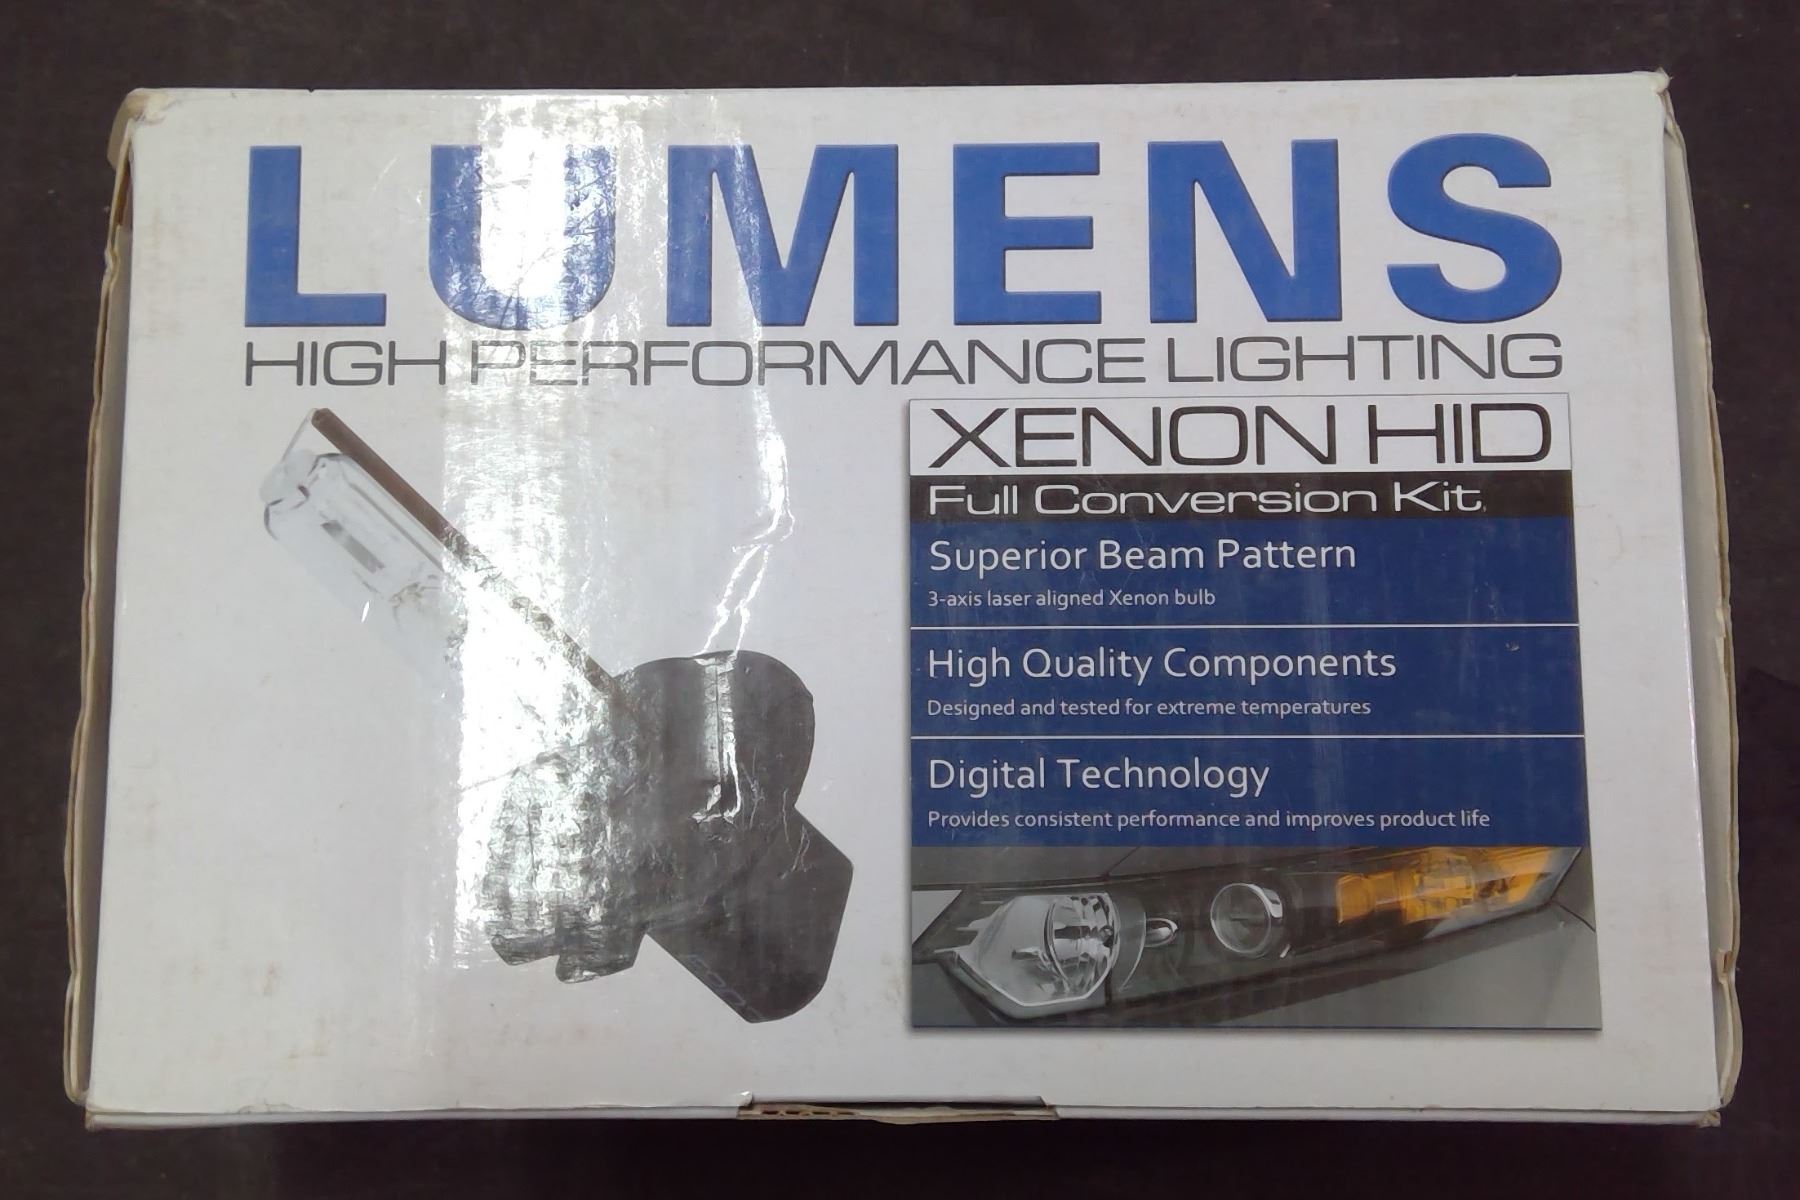 LUMENS
HIGH PERFORMANCE LIGHTING
XENON HID
Full Conversion Kit
Superior Beam Pattern
3-axis laser aligned Xenon bulb
High Quality Components
Designed and tested for extreme temperatures
Digital Technology
Provides consistent performance and improves product life